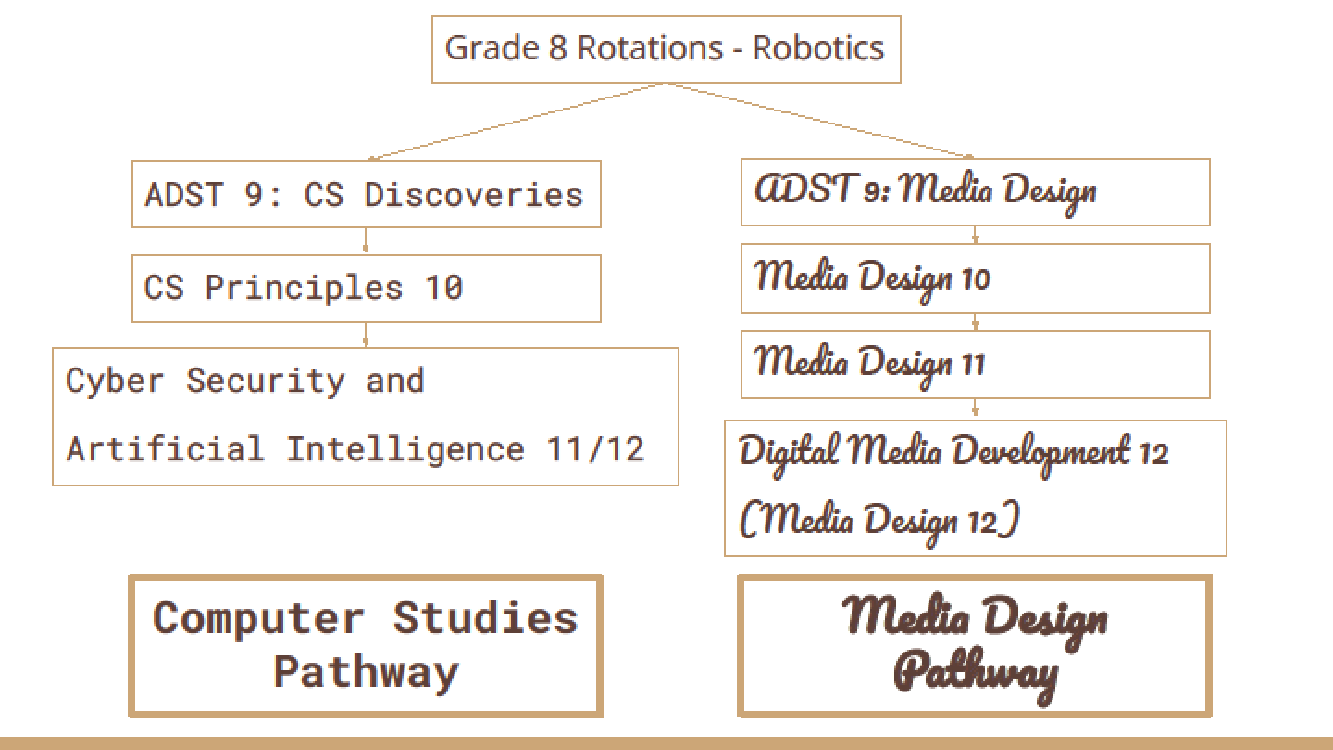 Grade 8 Rotations - Robotics
ADST 9: CS Discoveries
CS Principles 10
Cyber Security and
Artificial Intelligence 11/12
Computer Studies
Pathway
ADST 9: Media Design
Media Design 10
Media Design 11
Digital Media Development 12
(Media Design 12)
Media Design
Pathway